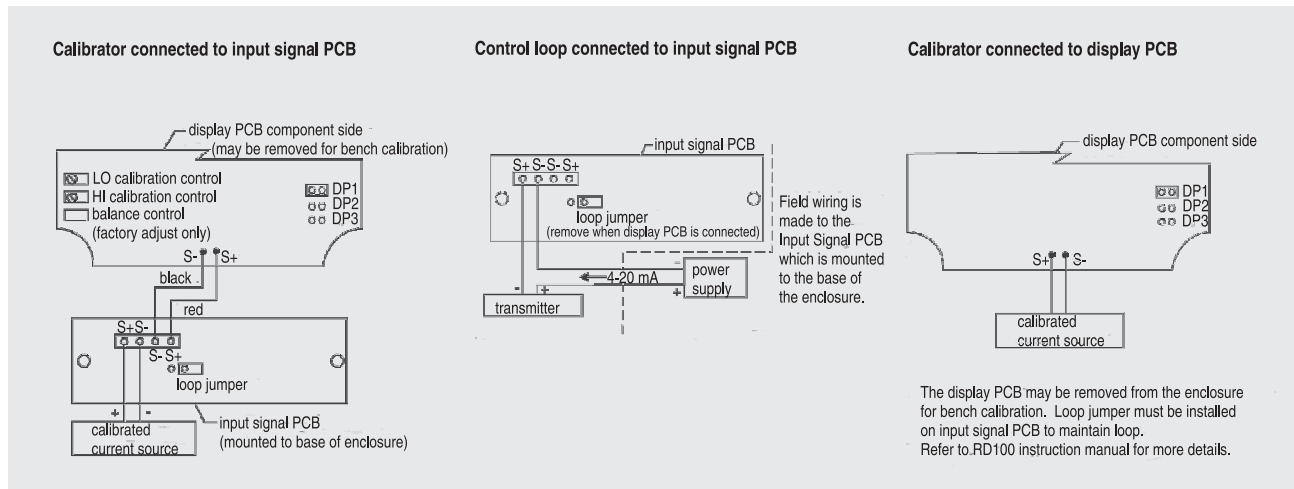 Calibrator connected to input signal PCB
display PCB component side
(may be removed for bench calibration)
LO calibration control
HI calibration control
balance control
(factory adjust only)
DP1
DP2
DP3
S- S+
black
red
S+S-
S- S+
loop jumper
+ -
calibrated
current source
input signal PCB
(mounted to base of enclosure)
Control loop connected to input signal PCB
input signal PCB
S+ S- S- S+
loop jumper
(remove when display PCB is connected)
4-20 mA
- +
transmitter
-
+
power
supply
Field wiring is
made to the
Input Signal PCB
which is mounted
to the base of
the enclosure.
Calibrator connected to display PCB
display PCB component side
DP1
DP2
DP3
S+ S-
calibrated
current source
The display PCB may be removed from the enclosure
for bench calibration. Loop jumper must be installed
on input signal PCB to maintain loop.
Refer to RD100 instruction manual for more details.